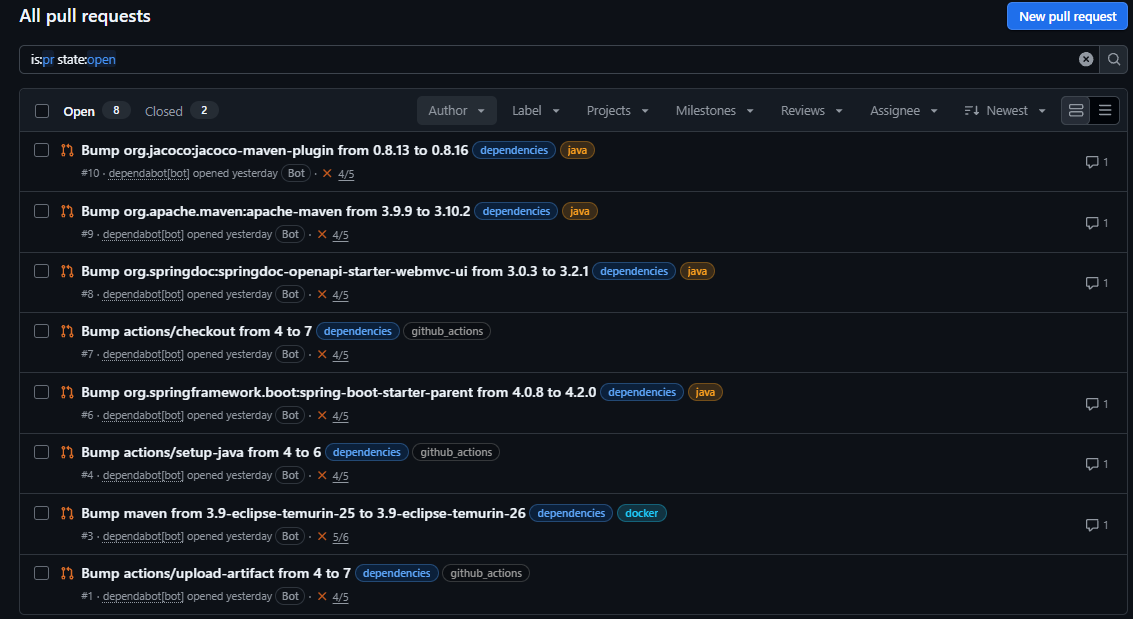 All pull requests
New pull request
is:pr state:open
Open 8 Closed 2 Author Label Projects Milestones Reviews Assignee Newest
Bump org.jacoco:jacoco-maven-plugin from 0.8.13 to 0.8.16 dependencies java
#10 · dependabot[bot] opened yesterday Bot · 4/5
1
Bump org.apache.maven:apache-maven from 3.9.9 to 3.10.2 dependencies java
#9 · dependabot[bot] opened yesterday Bot · 4/5
1
Bump org.springdoc:springdoc-openapi-starter-webmvc-ui from 3.0.3 to 3.2.1 dependencies java
#8 · dependabot[bot] opened yesterday Bot · 4/5
1
Bump actions/checkout from 4 to 7 dependencies github_actions
#7 · dependabot[bot] opened yesterday Bot · 4/5
Bump org.springframework.boot:spring-boot-starter-parent from 4.0.8 to 4.2.0 dependencies java
#6 · dependabot[bot] opened yesterday Bot · 4/5
1
Bump actions/setup-java from 4 to 6 dependencies github_actions
#4 · dependabot[bot] opened yesterday Bot · 4/5
1
Bump maven from 3.9-eclipse-temurin-25 to 3.9-eclipse-temurin-26 dependencies docker
#3 · dependabot[bot] opened yesterday Bot · 5/6
1
Bump actions/upload-artifact from 4 to 7 dependencies github_actions
#1 · dependabot[bot] opened yesterday Bot · 4/5